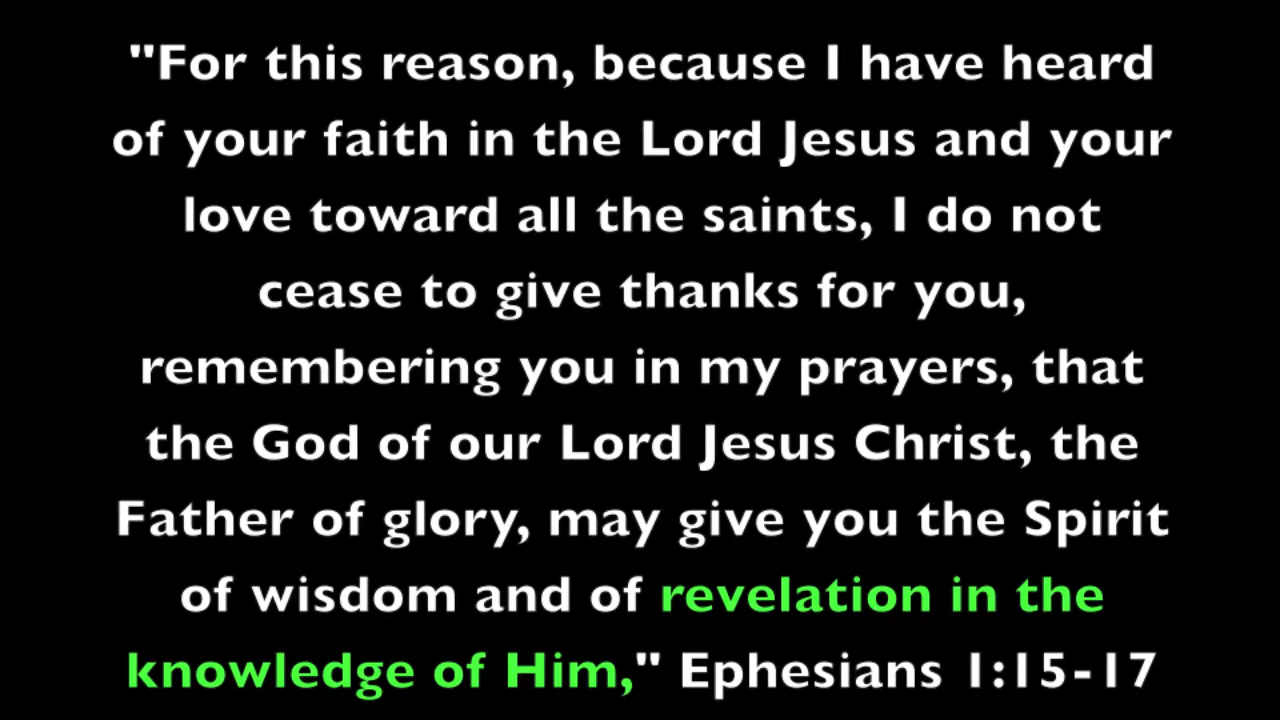 "For this reason, because I have heard
of your faith in the Lord Jesus and your
love toward all the saints, I do not
cease to give thanks for you,
remembering you in my prayers, that
the God of our Lord Jesus Christ, the
Father of glory, may give you the Spirit
of wisdom and of revelation in the
knowledge of Him," Ephesians 1:15-17